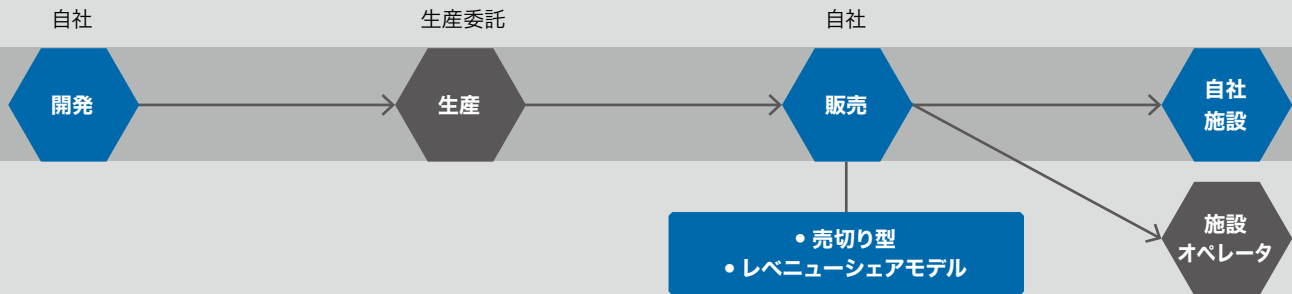 自社
生産委託
自社
開発
生産
販売
自社
施設
• 売切り型
• レベニューシェアモデル
施設
オペレータ